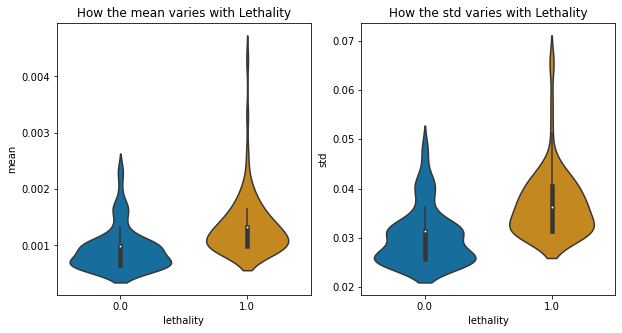 How the mean varies with Lethality
mean
0.004
0.003
0.002
0.001
0.0
1.0
lethality
How the std varies with Lethality
std
0.07
0.06
0.05
0.04
0.03
0.02
0.0
1.0
lethality